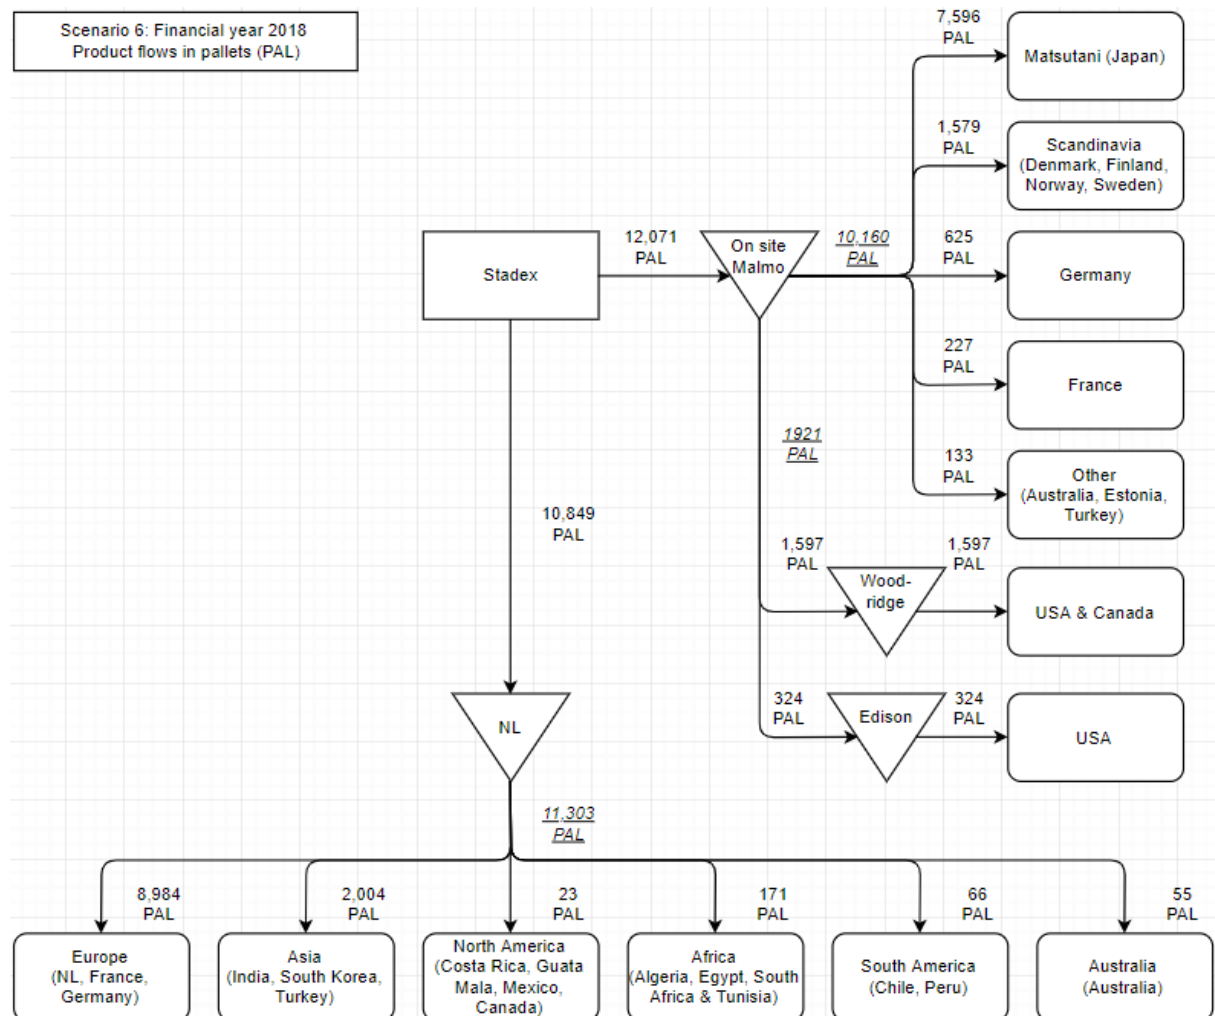 Scenario 6: Financial year 2018
Product flows in pallets (PAL)
7,596
PAL
Matsutani (Japan)
1,579
PAL
Scandinavia
(Denmark, Finland,
Norway, Sweden)
Stadex
12,071
PAL
On site
Malmo
10,160
PAL
625
PAL
Germany
227
PAL
France
1921
PAL
133
PAL
Other
(Australia, Estonia,
Turkey)
10,849
PAL
1,597
PAL
Wood-
ridge
1,597
PAL
USA & Canada
NL
324
PAL
Edison
324
PAL
USA
11,303
PAL
8,984
PAL
2,004
PAL
23
PAL
171
PAL
66
PAL
55
PAL
Europe
(NL, France,
Germany)
Asia
(India, South Korea,
Turkey)
North America
(Costa Rica, Guata
Mala, Mexico,
Canada)
Africa
(Algeria, Egypt, South
Africa & Tunisia)
South America
(Chile, Peru)
Australia
(Australia)